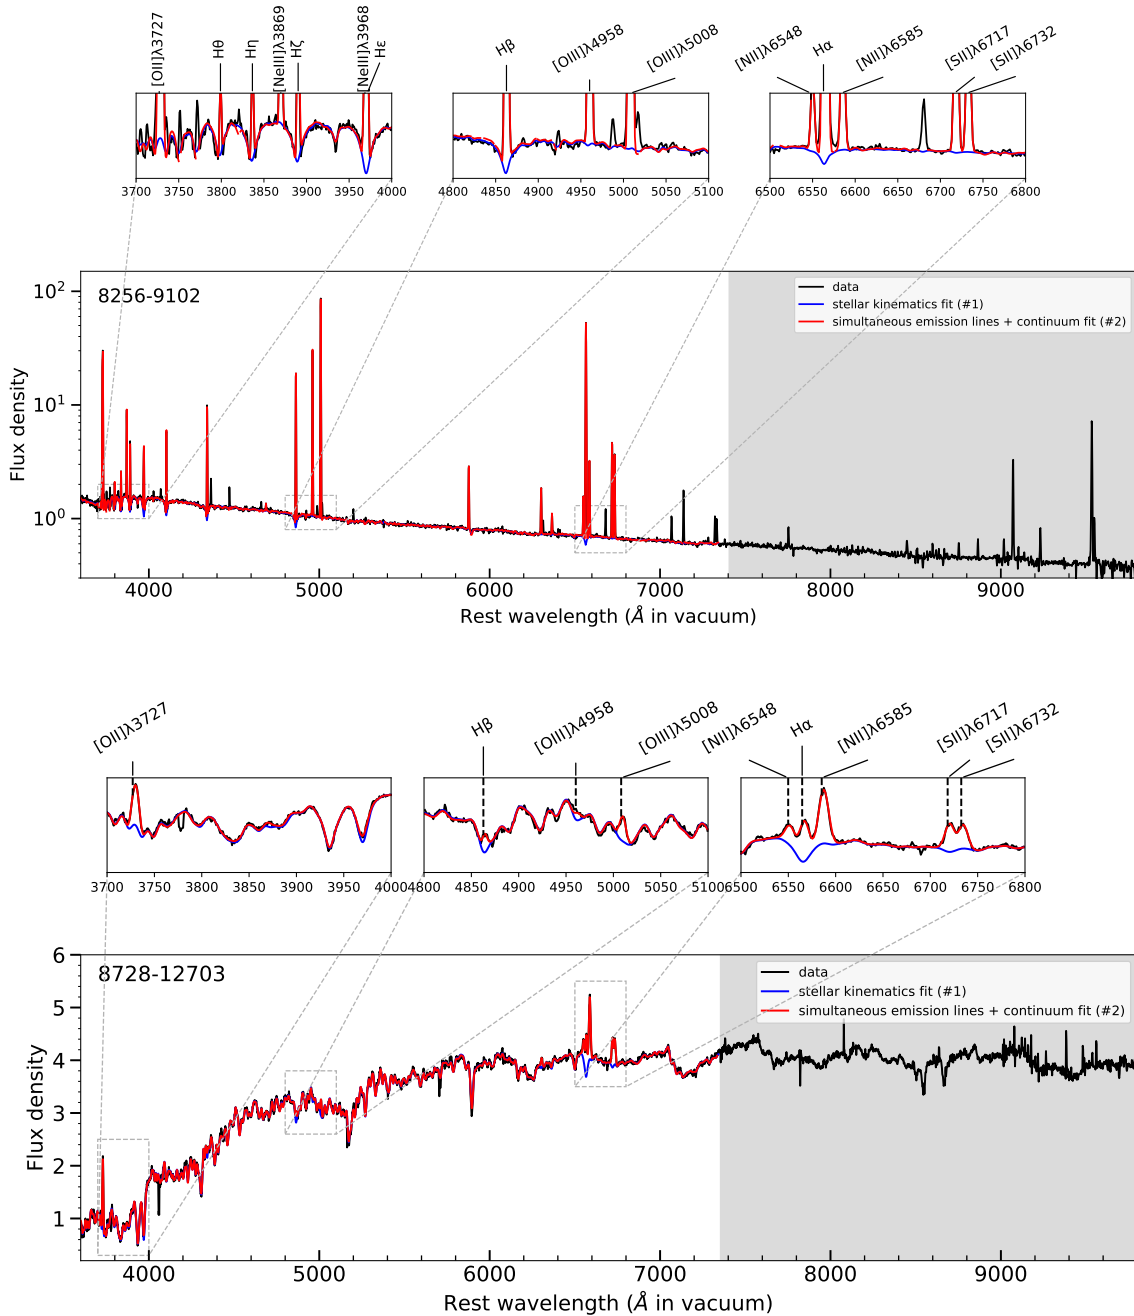 [OII]λ3727
Hθ
Hη
[NeIII]λ3869
Hζ
[NeIII]λ3968
Hε
Hβ
[OIII]λ4958
[OIII]λ5008
[NII]λ6548
Hα
[NII]λ6585
[SII]λ6717
[SII]λ6732
3700 3750 3800 3850 3900 3950 4000
4800 4850 4900 4950 5000 5050 5100
6500 6550 6600 6650 6700 6750 6800
8256-9102
data
stellar kinematics fit (#1)
simultaneous emission lines + continuum fit (#2)
10²
10¹
10⁰
Flux density
4000 5000 6000 7000 8000 9000
Rest wavelength (Å in vacuum)
[OII]λ3727
Hβ
[OIII]λ4958
[OIII]λ5008
[NII]λ6548
Hα
[NII]λ6585
[SII]λ6717
[SII]λ6732
3700 3750 3800 3850 3900 3950 4000
4800 4850 4900 4950 5000 5050 5100
6500 6550 6600 6650 6700 6750 6800
8728-12703
data
stellar kinematics fit (#1)
simultaneous emission lines + continuum fit (#2)
6
5
4
3
2
1
Flux density
4000 5000 6000 7000 8000 9000
Rest wavelength (Å in vacuum)